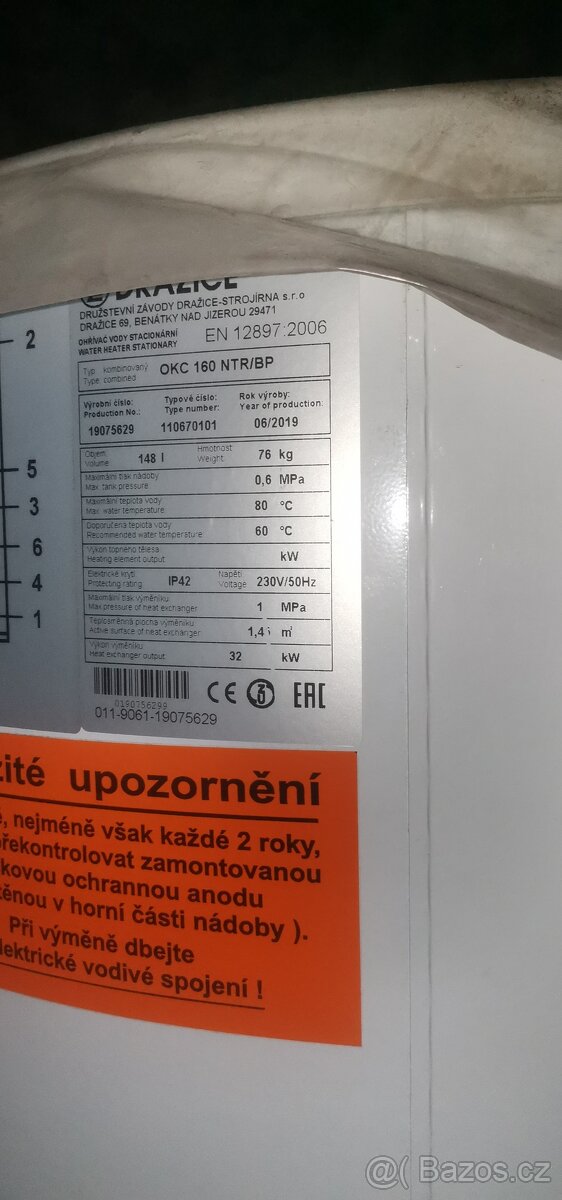 2
5
3
6
4
1
DRAŽICE
DRUŽSTEVNÍ ZÁVODY DRAŽICE-STROJÍRNA s.r.o
DRAŽICE 69, BENÁTKY NAD JIZEROU 29471
OHŘÍVAČ VODY STACIONÁRNÍ
WATER HEATER STATIONARY
EN 12897:2006
Typ kombinovaný
Type, combined
OKC 160 NTR/BP
Výrobní číslo:
Production No.:
19075629
Typové číslo:
Type number:
110670101
Rok výroby:
Year of production:
06/2019
Objem
Volume
148 l
Hmotnost
Weight
76 kg
Maximální tlak nádoby
Max. tank pressure
0,6 MPa
Maximální teplota vody
Max. water temperature
80 °C
Doporučená teplota vody
Recommended water temperature
60 °C
Výkon topného tělesa
Heating element output
kW
Elektrické krytí
Protecting rating
IP42
Napětí
Voltage
230V/50Hz
Maximální tlak výměníku
Max pressure of heat exchanger
1 MPa
Teplosměnná plocha výměníku
Active surface of heat exchanger
m²
Výkon výměníku
Heat exchanger output
32 kW
0190756299
011-9061-19075629
CE
EAC
upozornění
nejméně však každé 2 roky,
překontrolovat zamontovanou
ochrannou anodu
v horní části nádoby ).
Při výměně dbejte
vodivé spojení !
@ Bazos.cz